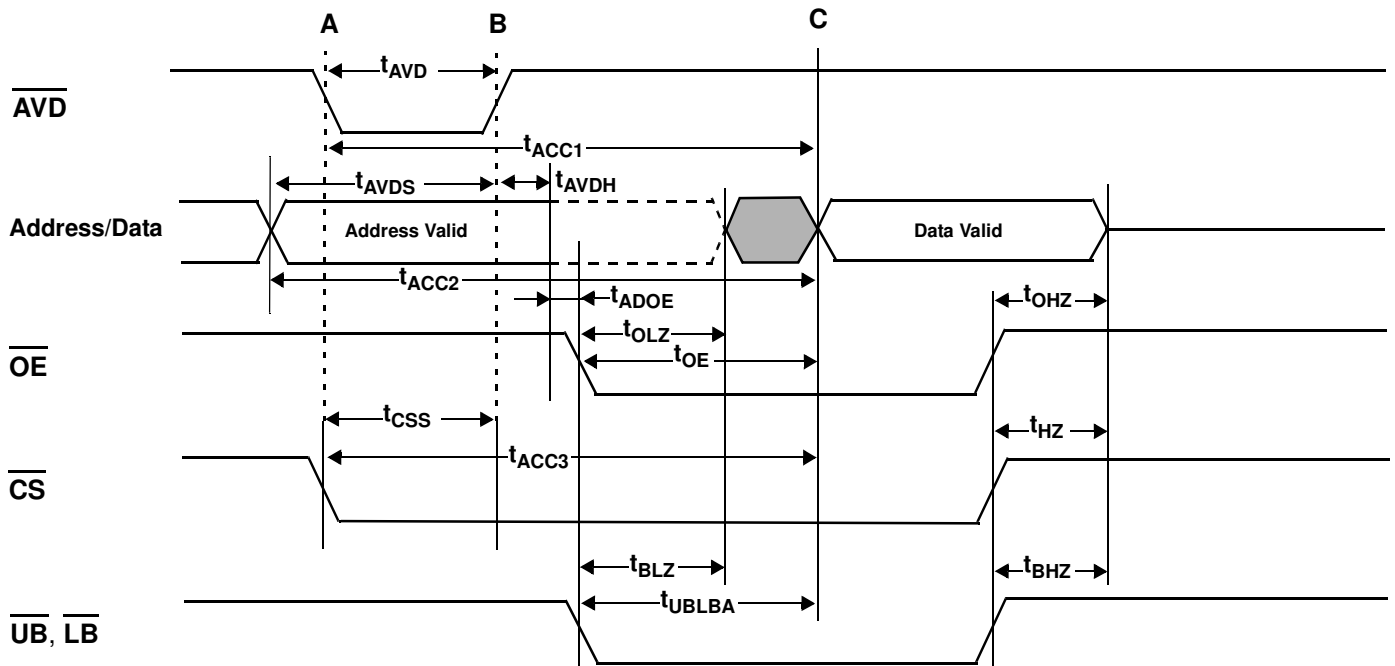 A B C
tAVD
AVD
tACC1
tAVDS tAVDH
Address/Data Address Valid Data Valid
tACC2
tADOE tOHZ
tOLZ
OE tOE
tCSS tHZ
tACC3
CS
tBLZ tBHZ
tUBLBA
UB, LB